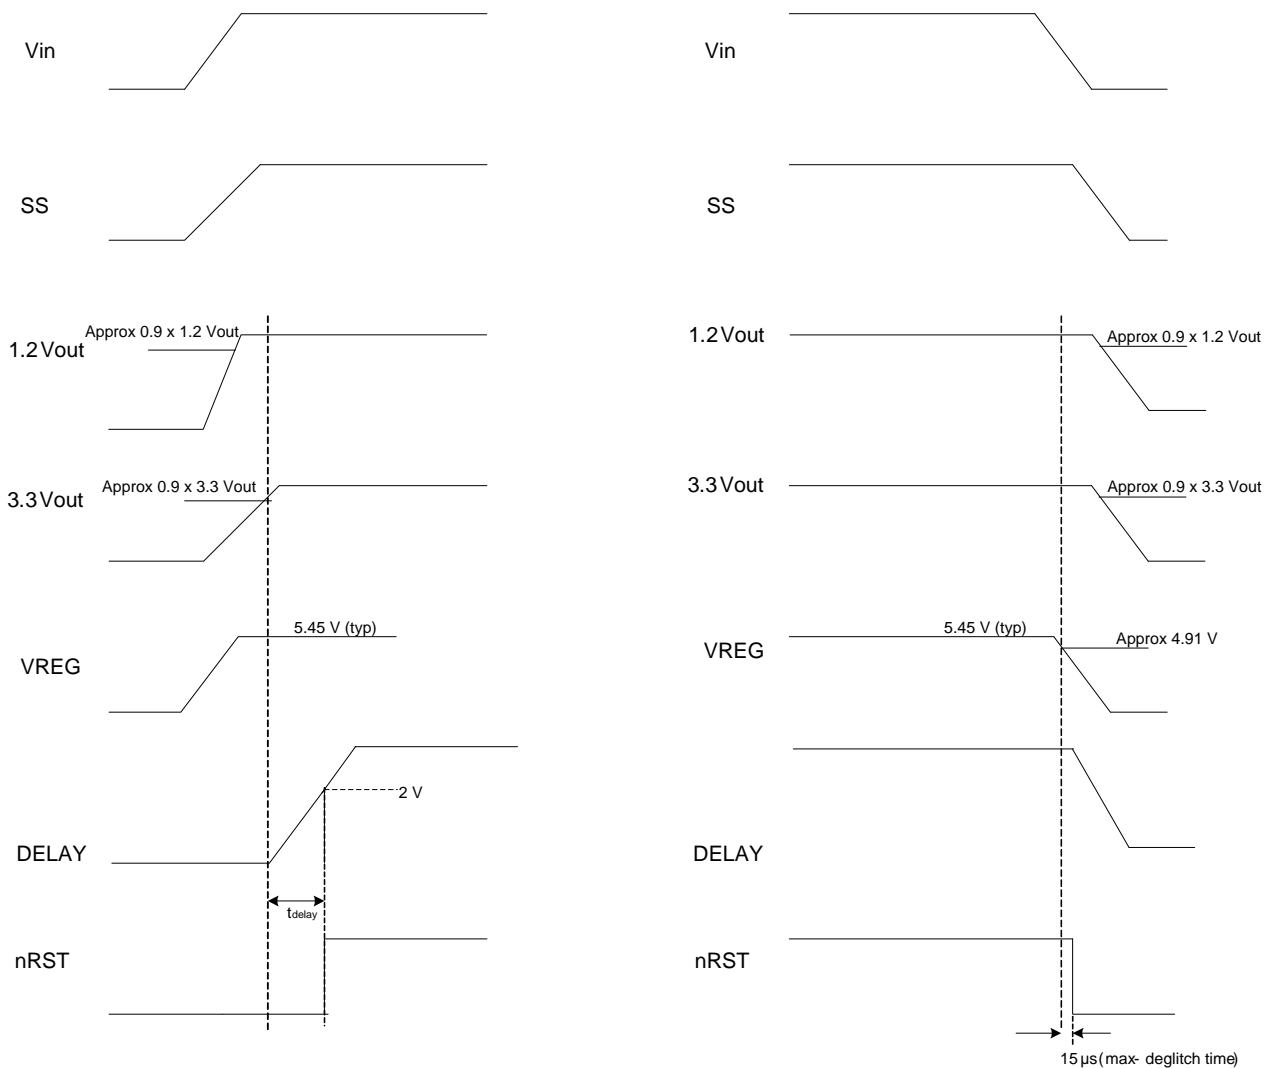 Vin
SS
Approx 0.9 x 1.2 Vout
1.2 Vout
Approx 0.9 x 3.3 Vout
3.3 Vout
5.45 V (typ)
VREG
2 V
DELAY
tdelay
nRST
Vin
SS
1.2 Vout
Approx 0.9 x 1.2 Vout
3.3 Vout
Approx 0.9 x 3.3 Vout
5.45 V (typ)
VREG
Approx 4.91 V
DELAY
nRST
15 µs (max- deglitch time)